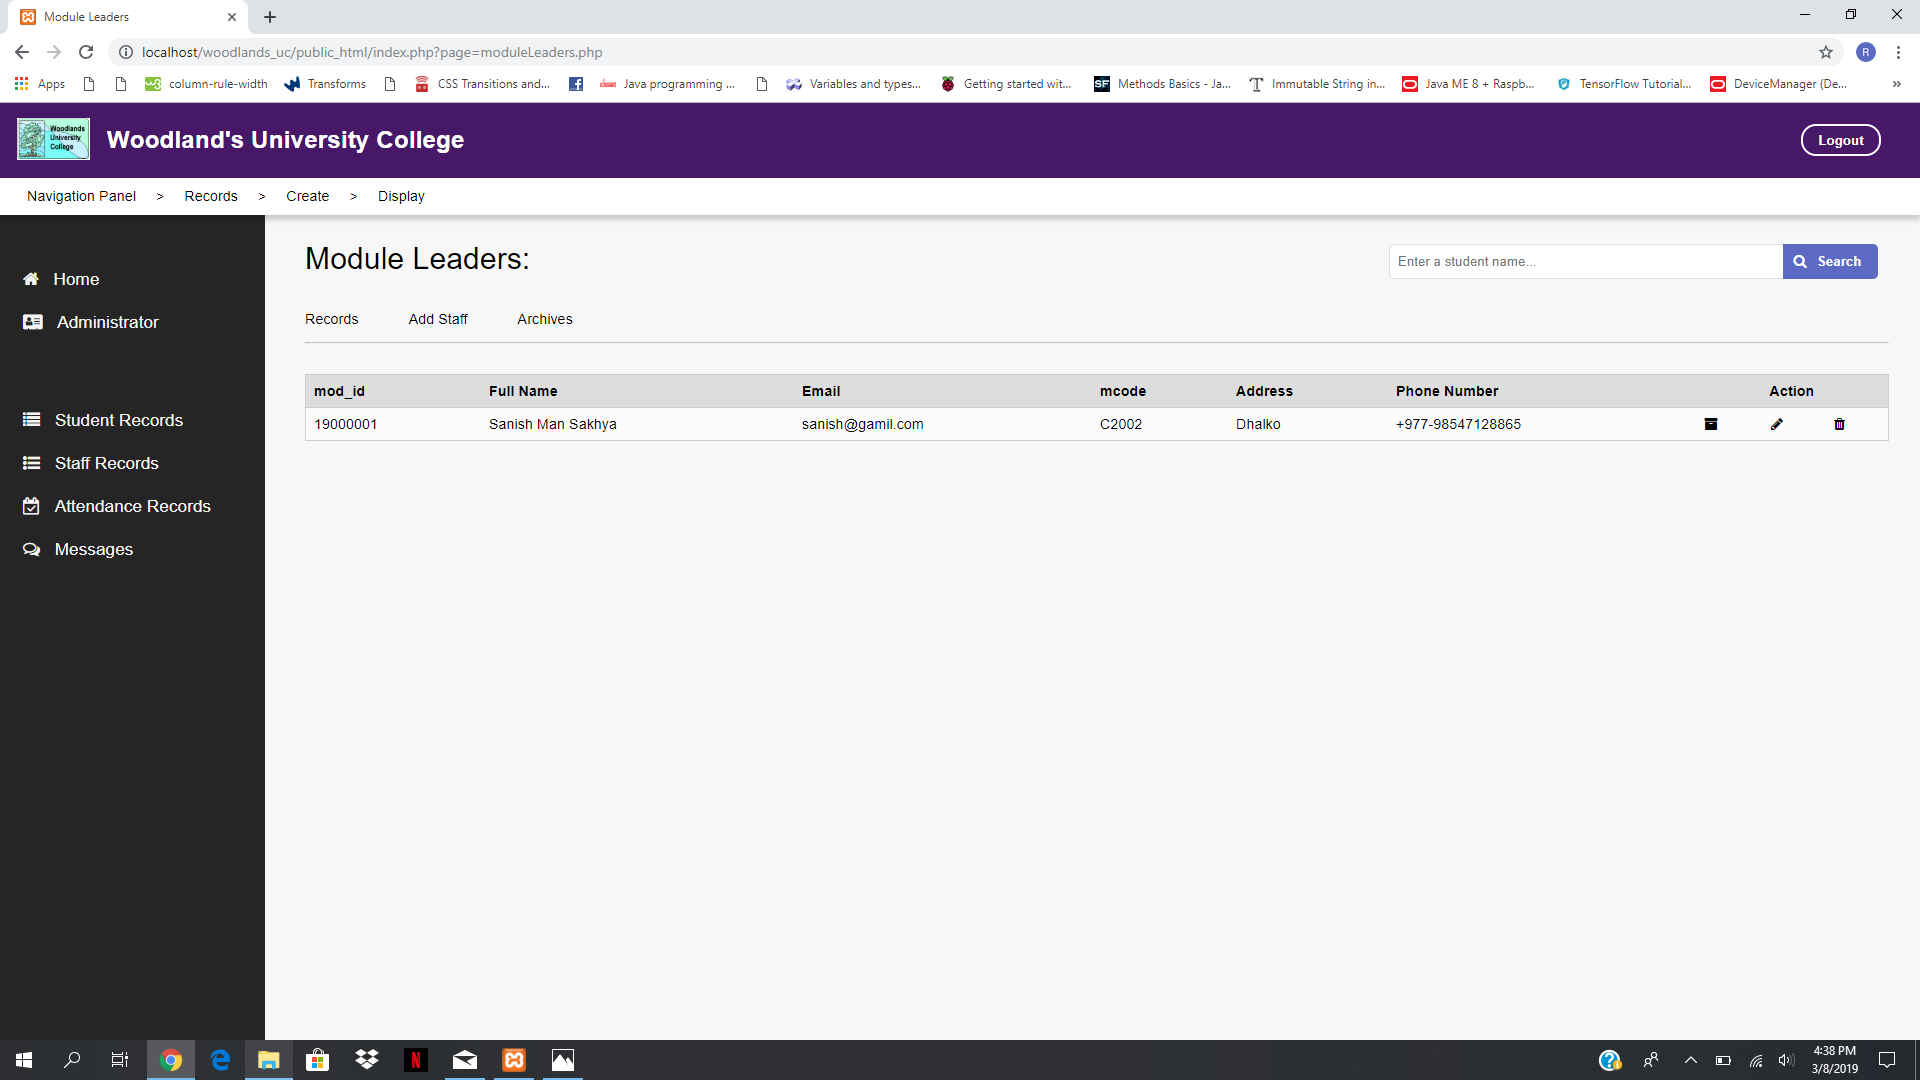 Module Leaders
localhost/woodlands_uc/public_html/index.php?page=moduleLeaders.php
R
Apps column-rule-width Transforms CSS Transitions and... Java programming ... Variables and types... Getting started wit... SF Methods Basics - Ja... Immutable String in... Java ME 8 + Raspb... TensorFlow Tutorial... DeviceManager (De... »
Woodlands
University
College
Woodland's University College
Logout
Navigation Panel > Records > Create > Display
Home
Administrator
Student Records
Staff Records
Attendance Records
Messages
Module Leaders:
Enter a student name...
Search
Records Add Staff Archives
mod_id Full Name Email mcode Address Phone Number Action
19000001 Sanish Man Sakhya sanish@gamil.com C2002 Dhalko +977-98547128865
4:38 PM
3/8/2019